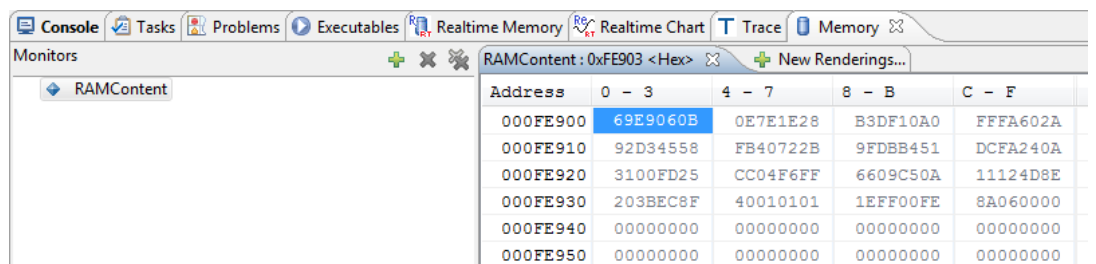 Console Tasks Problems Executables Realtime Memory Realtime Chart Trace Memory
Monitors
RAMContent : 0xFE903 <Hex> New Renderings...
RAMContent
Address 0 - 3 4 - 7 8 - B C - F
000FE900 69E9060B 0E7E1E28 B3DF10A0 FFFA602A
000FE910 92D34558 FB40722B 9FDBB451 DCFA240A
000FE920 3100FD25 CC04F6FF 6609C50A 11124D8E
000FE930 203BEC8F 40010101 1EFF00FE 8A060000
000FE940 00000000 00000000 00000000 00000000
000FE950 00000000 00000000 00000000 00000000